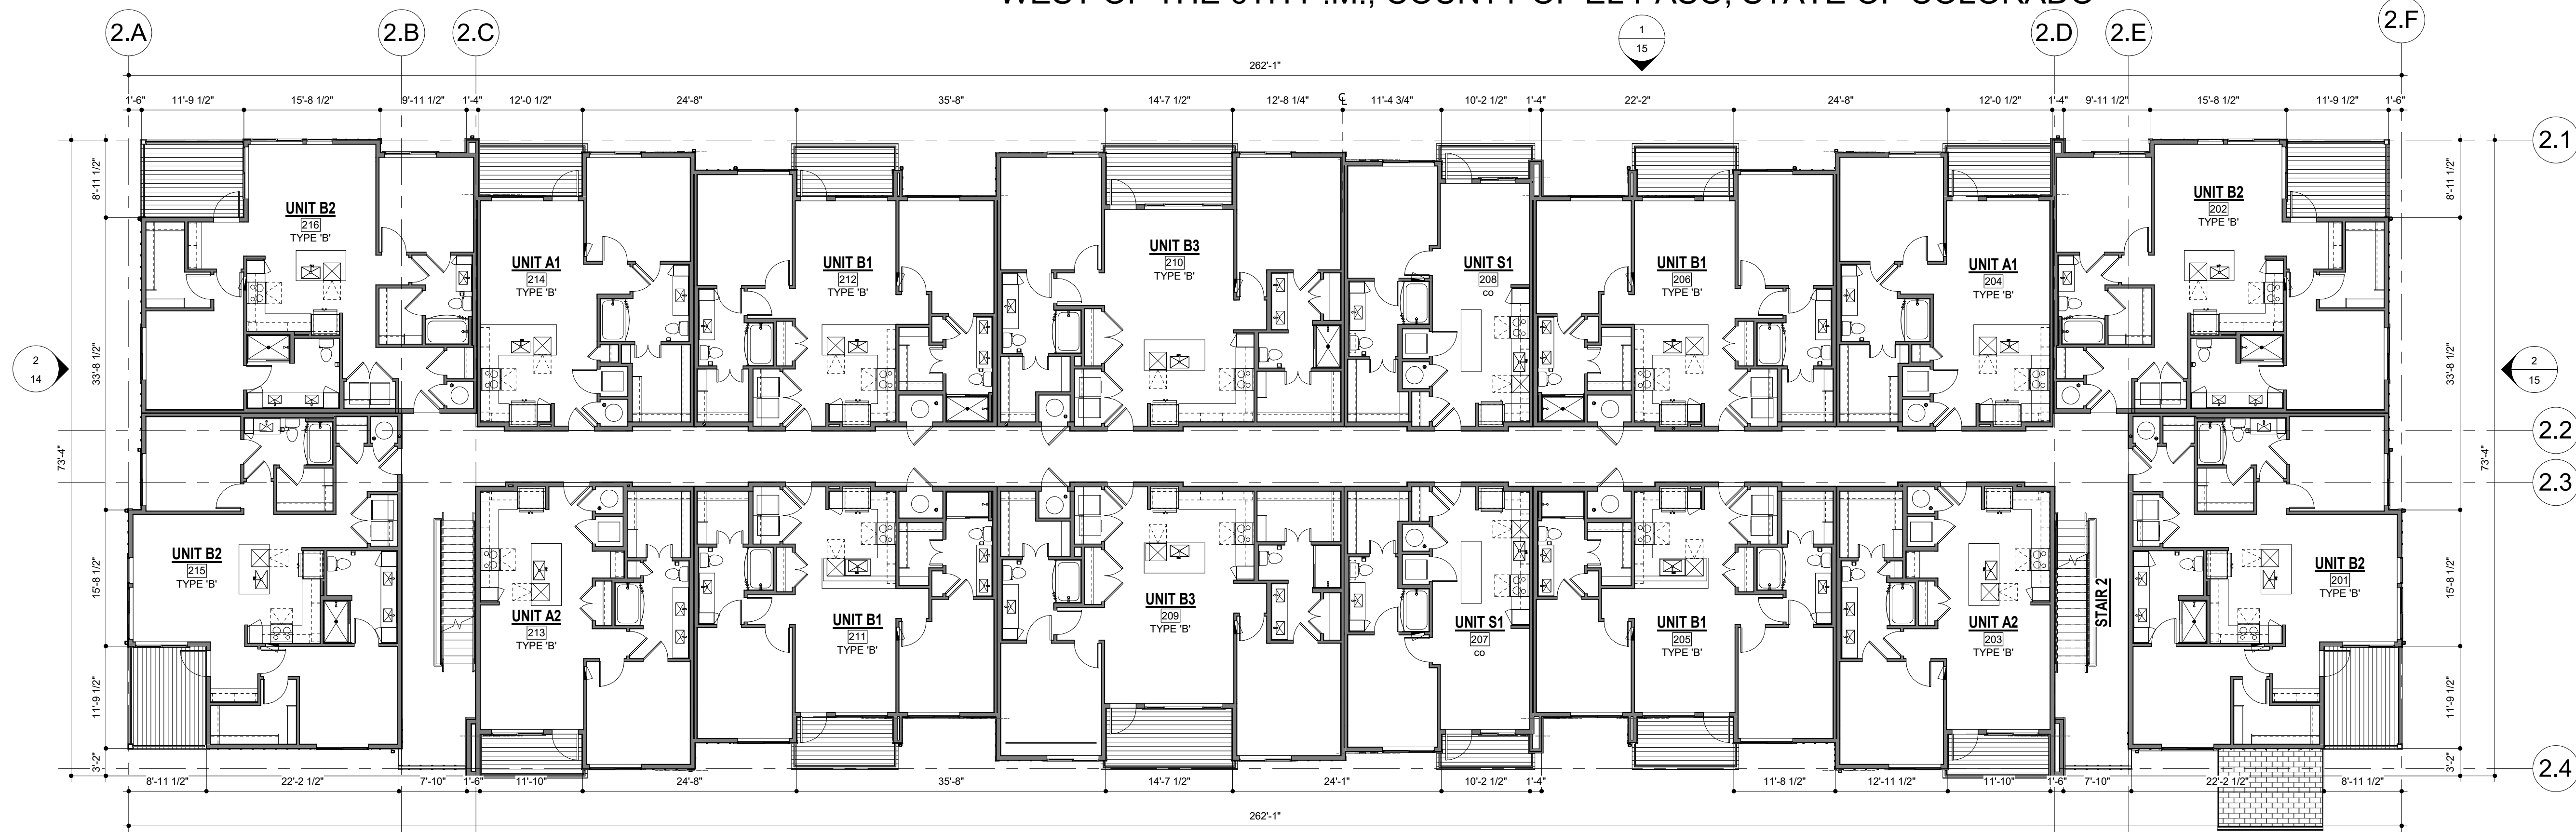 2.A 2.B 2.C 2.D 2.E 2.F
1
15
262'-1"
1'-6" 11'-9 1/2" 15'-8 1/2" 9'-11 1/2" 1'-4" 12'-0 1/2" 24'-8" 35'-8" 14'-7 1/2" 12'-8 1/4" 11'-4 3/4" 10'-2 1/2" 1'-4" 22'-2" 24'-8" 12'-0 1/2" 1'-4" 9'-11 1/2" 15'-8 1/2" 11'-9 1/2" 1'-6"
2.1
8'-11 1/2"
8'-11 1/2"
UNIT B2
216
TYPE 'B'
UNIT A1
214
TYPE 'B'
UNIT B1
212
TYPE 'B'
UNIT B3
210
TYPE 'B'
UNIT S1
208
co
UNIT B1
206
TYPE 'B'
UNIT A1
204
TYPE 'B'
UNIT B2
202
TYPE 'B'
2
14
33'-8 1/2"
33'-8 1/2"
2
15
73'-4"
73'-4"
2.2
2.3
15'-8 1/2"
15'-8 1/2"
UNIT B2
215
TYPE 'B'
UNIT A2
213
TYPE 'B'
UNIT B1
211
TYPE 'B'
UNIT B3
209
TYPE 'B'
UNIT S1
207
co
UNIT B1
205
TYPE 'B'
UNIT A2
203
TYPE 'B'
STAIR 2
UNIT B2
201
TYPE 'B'
11'-9 1/2"
11'-9 1/2"
3'-2"
3'-2"
2.4
8'-11 1/2" 22'-2 1/2" 7'-10" 1'-6" 11'-10" 24'-8" 35'-8" 14'-7 1/2" 24'-1" 10'-2 1/2" 1'-4" 11'-8 1/2" 12'-11 1/2" 11'-10" 1'-6" 7'-10" 22'-2 1/2" 8'-11 1/2"
262'-1"